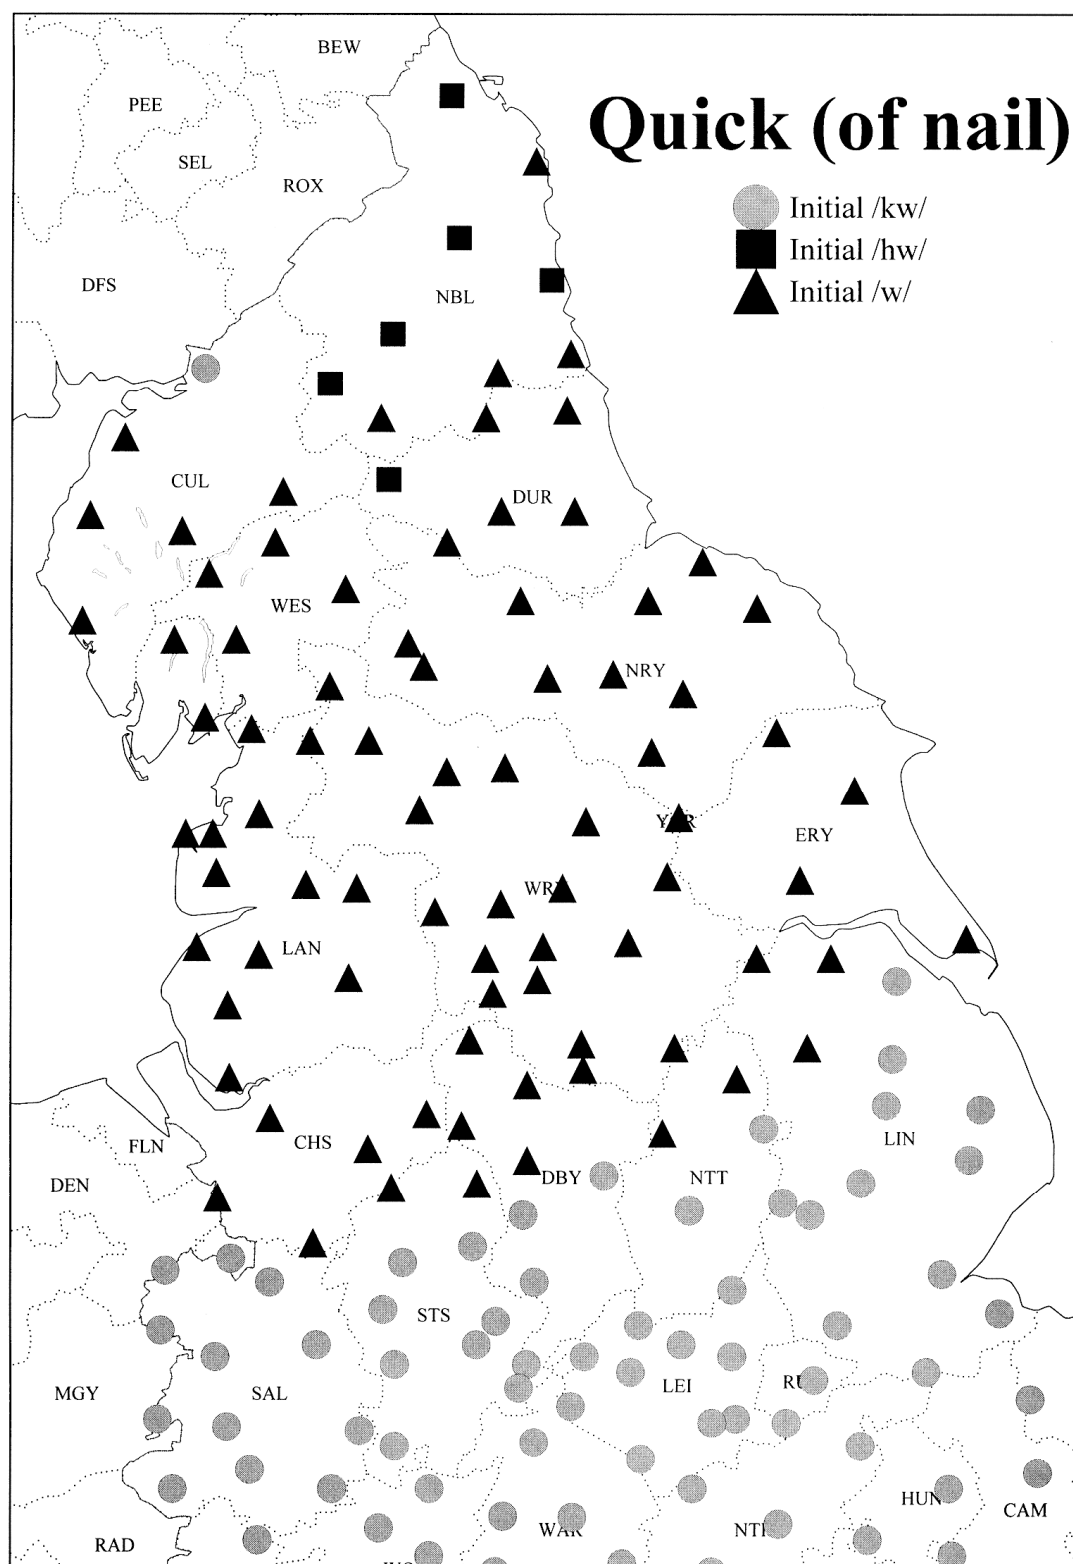 BEW
PEE
SEL
ROX
DFS
NBL
Quick (of nail)
Initial /kw/
Initial /hw/
Initial /w/
CUL
DUR
WES
NRY
ERY
LAN
CHS
FLN
DEN
DBY
NTT
LIN
STS
MGY
SAL
LEI
HUN
CAM
RAD